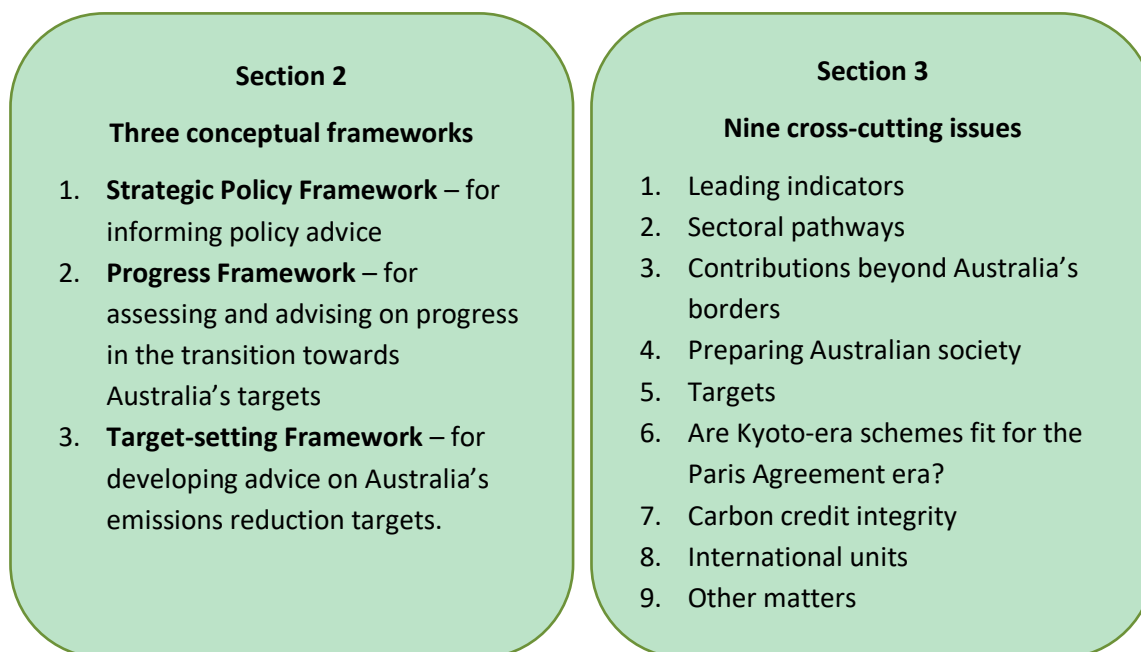 Section 2
Three conceptual frameworks
1. Strategic Policy Framework – for
informing policy advice
2. Progress Framework – for
assessing and advising on progress
in the transition towards
Australia’s targets
3. Target-setting Framework – for
developing advice on Australia’s
emissions reduction targets.
Section 3
Nine cross-cutting issues
1. Leading indicators
2. Sectoral pathways
3. Contributions beyond Australia’s
borders
4. Preparing Australian society
5. Targets
6. Are Kyoto-era schemes fit for the
Paris Agreement era?
7. Carbon credit integrity
8. International units
9. Other matters